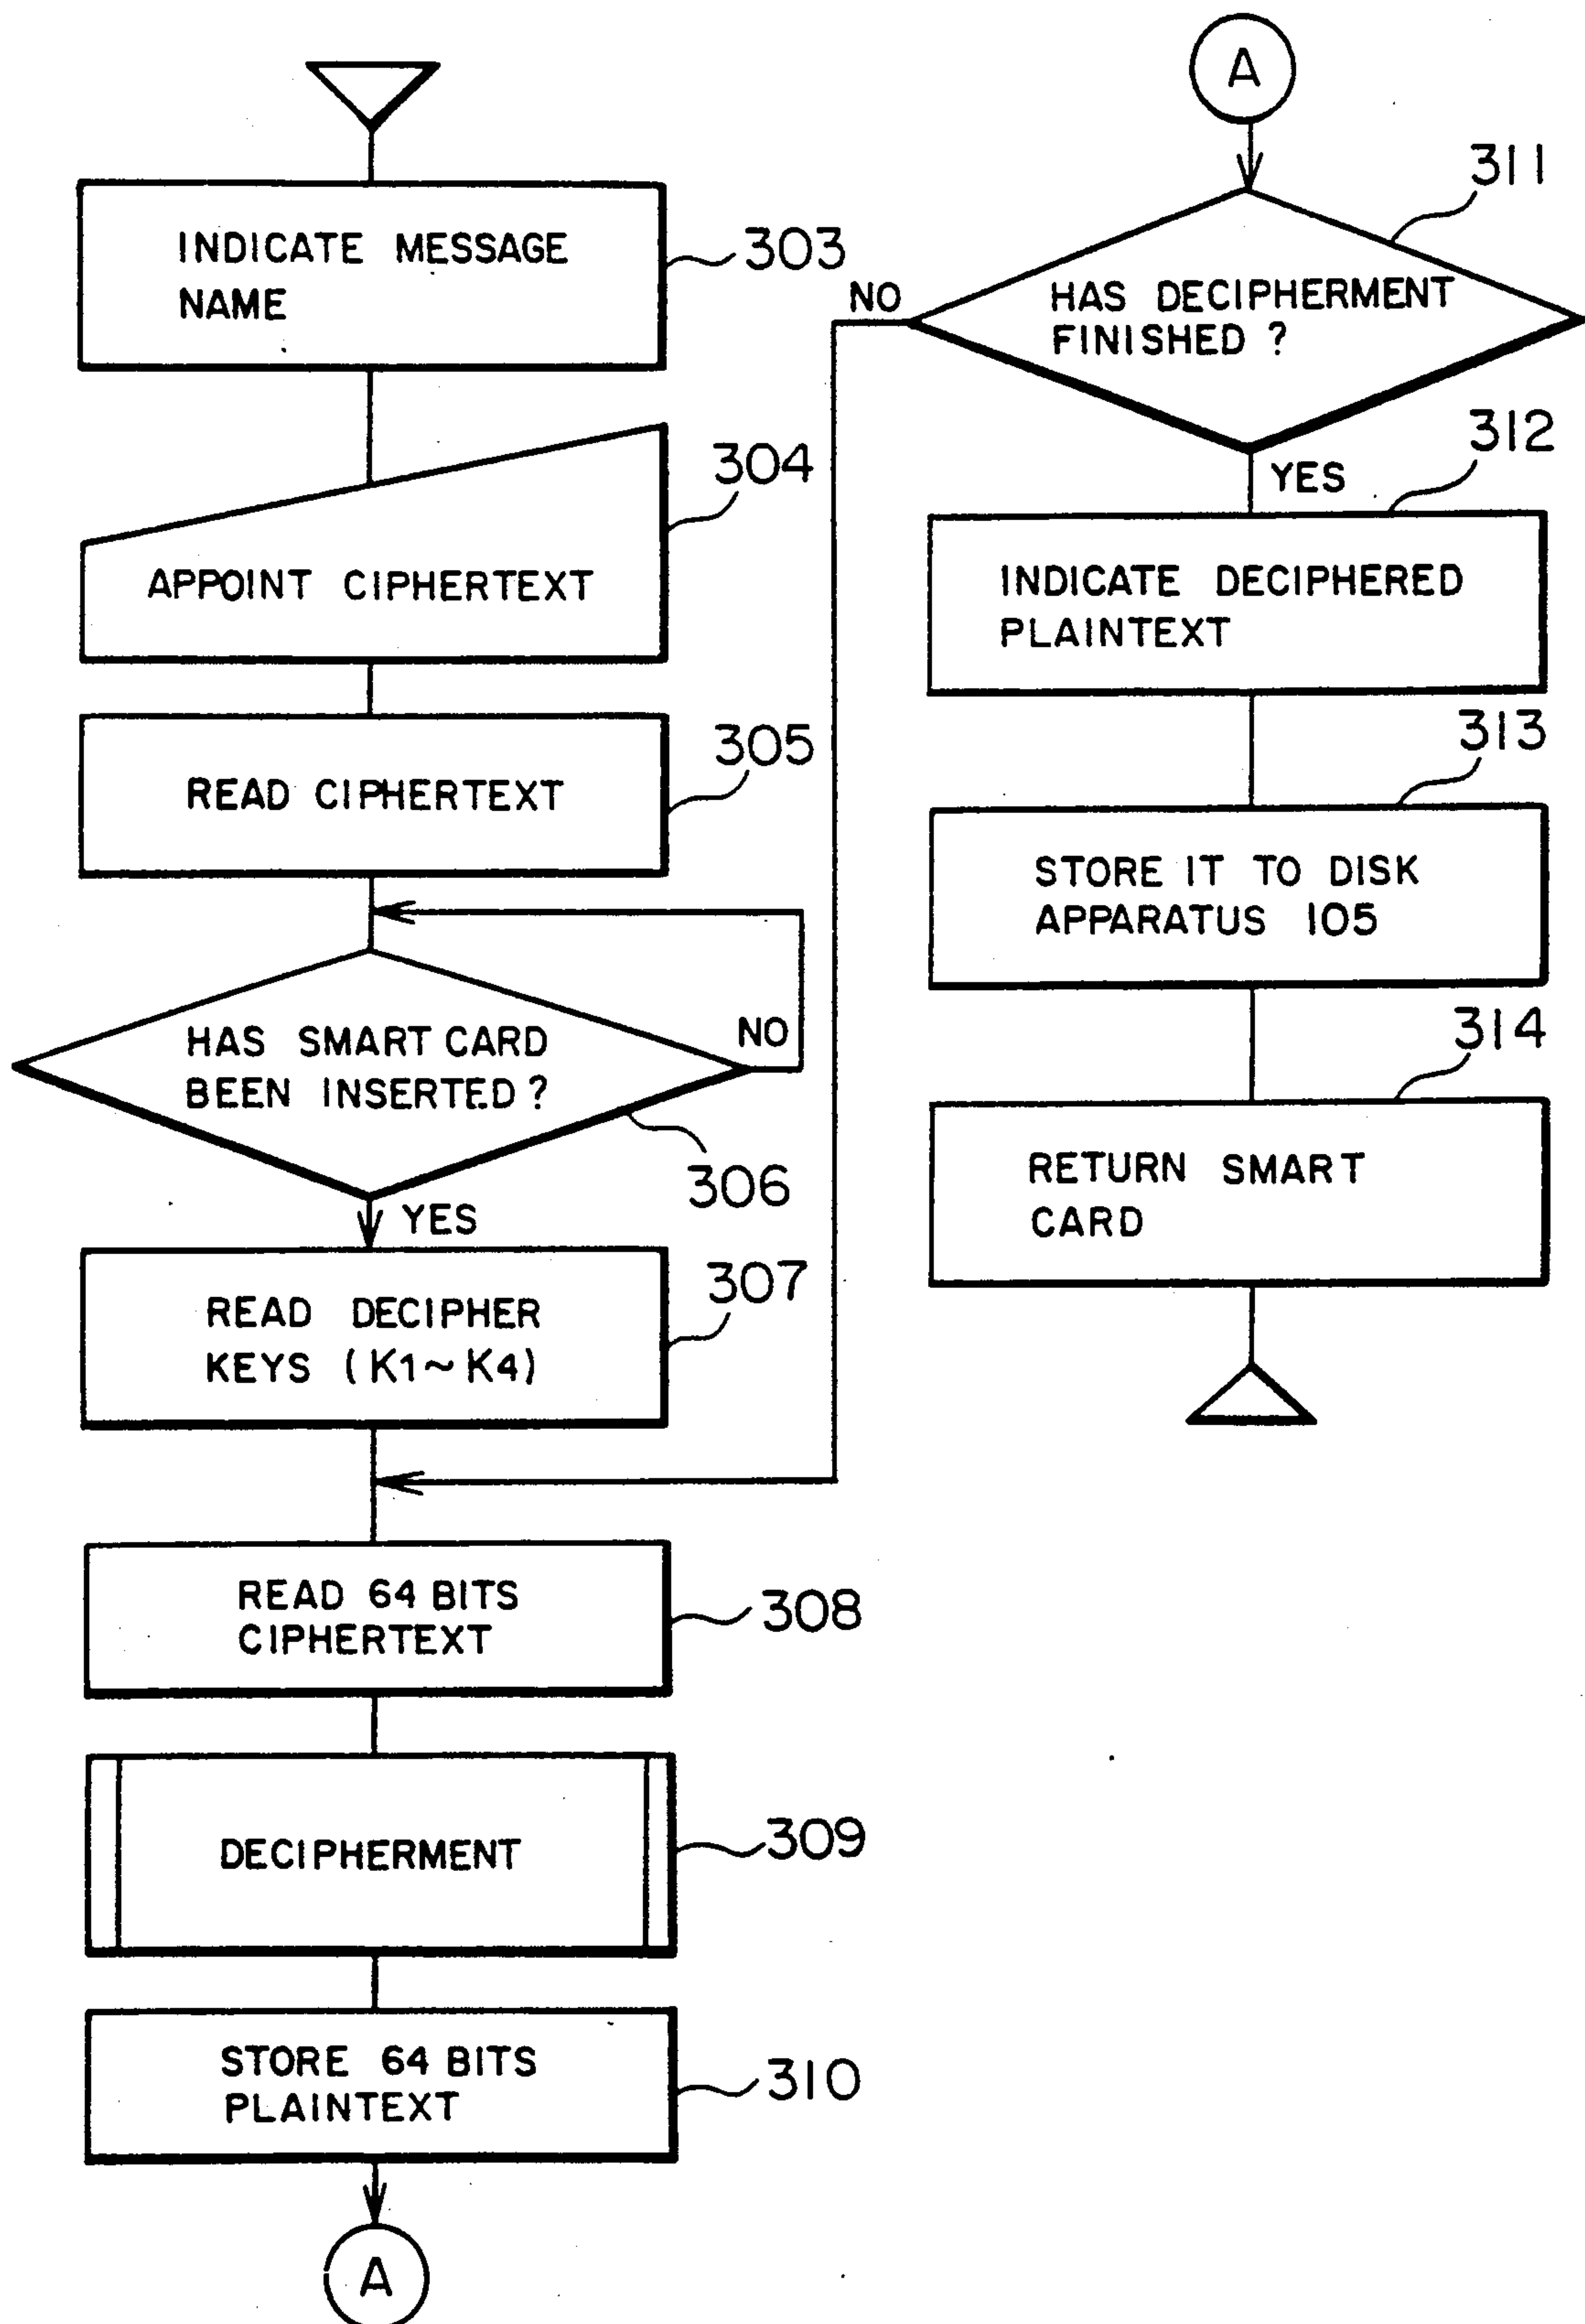 INDICATE MESSAGE
NAME
303
304
APPOINT CIPHERTEXT
305
READ CIPHERTEXT
HAS SMART CARD
BEEN INSERTED?
NO
306
YES
307
READ DECIPHER
KEYS (K1~K4)
READ 64 BITS
CIPHERTEXT
308
DECIPHERMENT
309
STORE 64 BITS
PLAINTEXT
310
A
A
311
NO
HAS DECIPHERMENT
FINISHED ?
312
YES
INDICATE DECIPHERED
PLAINTEXT
313
STORE IT TO DISK
APPARATUS 105
314
RETURN SMART
CARD